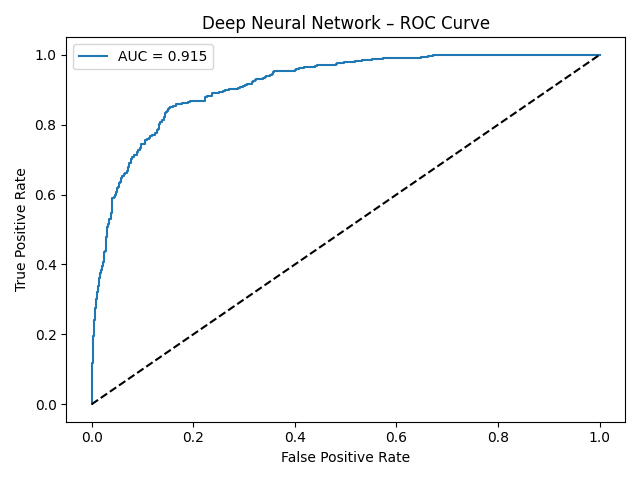 Deep Neural Network – ROC Curve
AUC = 0.915
1.0
0.8
0.6
0.4
0.2
0.0
True Positive Rate
0.0 0.2 0.4 0.6 0.8 1.0
False Positive Rate